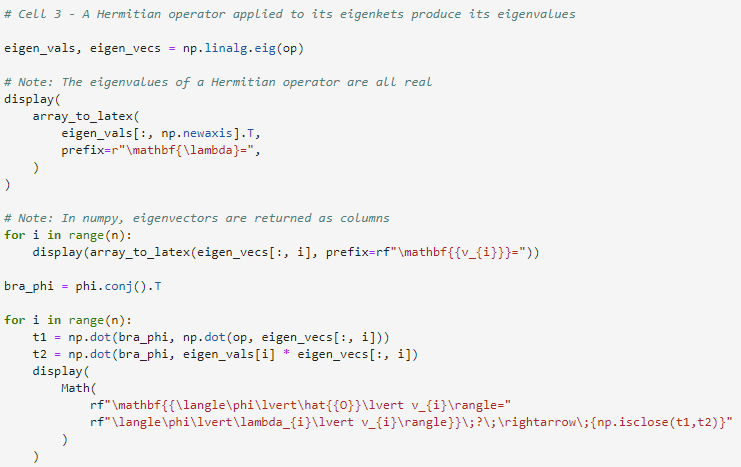 # Cell 3 - A Hermitian operator applied to its eigenkets produce its eigenvalues
eigen_vals, eigen_vecs = np.linalg.eig(op)
# Note: The eigenvalues of a Hermitian operator are all real
display(
    array_to_latex(
        eigen_vals[:, np.newaxis].T,
        prefix=r"\mathbf{\lambda}=",
    )
)
# Note: In numpy, eigenvectors are returned as columns
for i in range(n):
    display(array_to_latex(eigen_vecs[:, i], prefix=rf"\mathbf{{v_{i}}}="))
bra_phi = phi.conj().T
for i in range(n):
    t1 = np.dot(bra_phi, np.dot(op, eigen_vecs[:, i]))
    t2 = np.dot(bra_phi, eigen_vals[i] * eigen_vecs[:, i])
    display(
        Math(
            rf"\mathbf{{\langle\phi\lvert\hat{{O}}\lvert v_{i}\rangle="
            rf"\langle\phi\lvert\lambda_{i}\lvert v_{i}\rangle}}\;?\;\rightarrow\;{np.isclose(t1,t2)}"
        )
    )